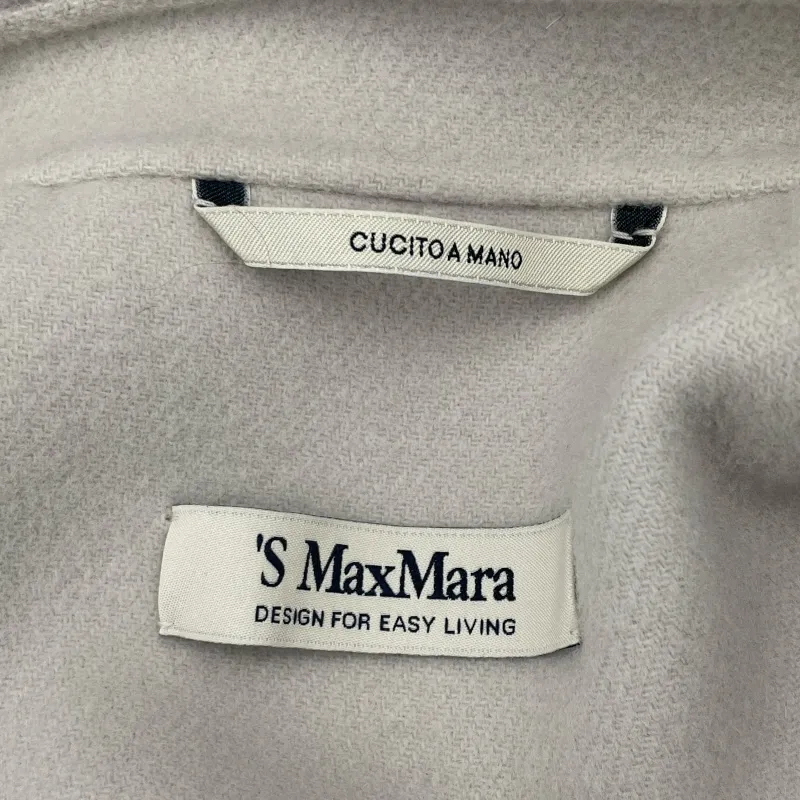 CUCITO A MANO
'S MaxMara
DESIGN FOR EASY LIVING